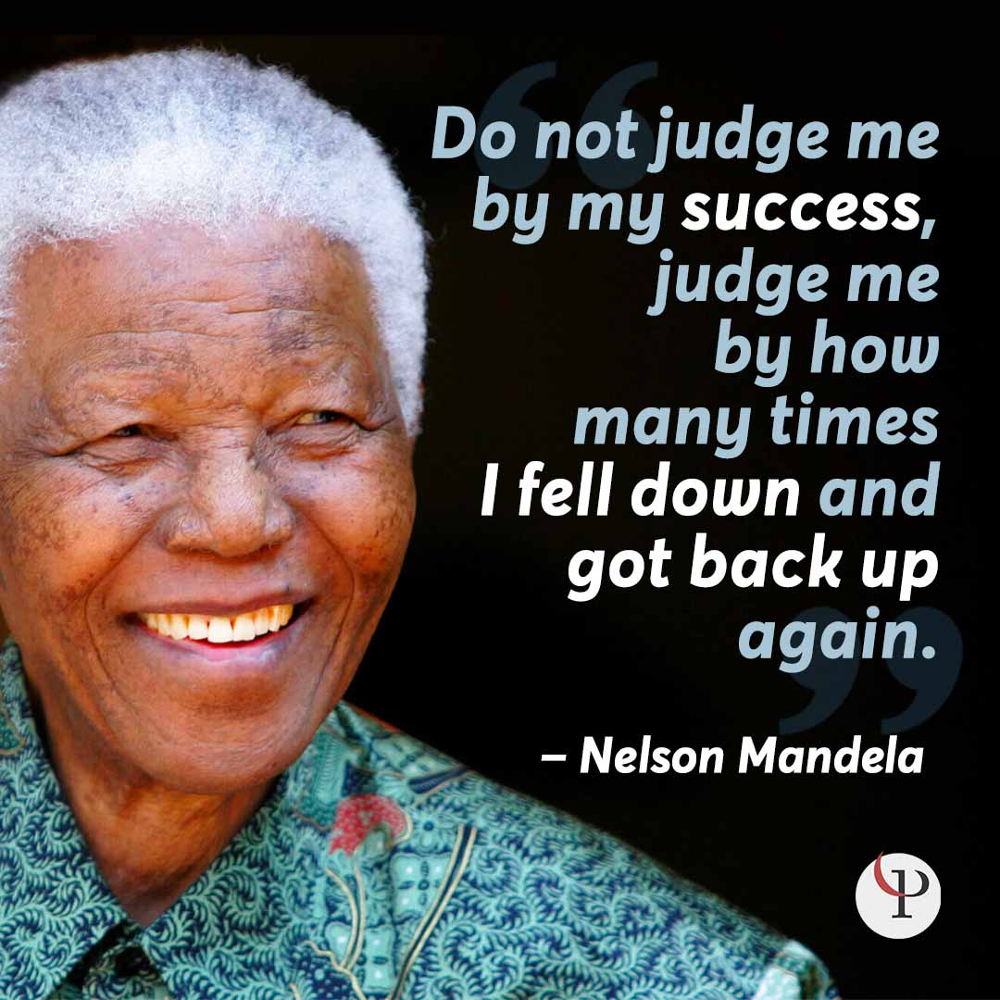 “
Do not judge me
by my success,
judge me
by how
many times
I fell down and
got back up
again.
”
– Nelson Mandela
P